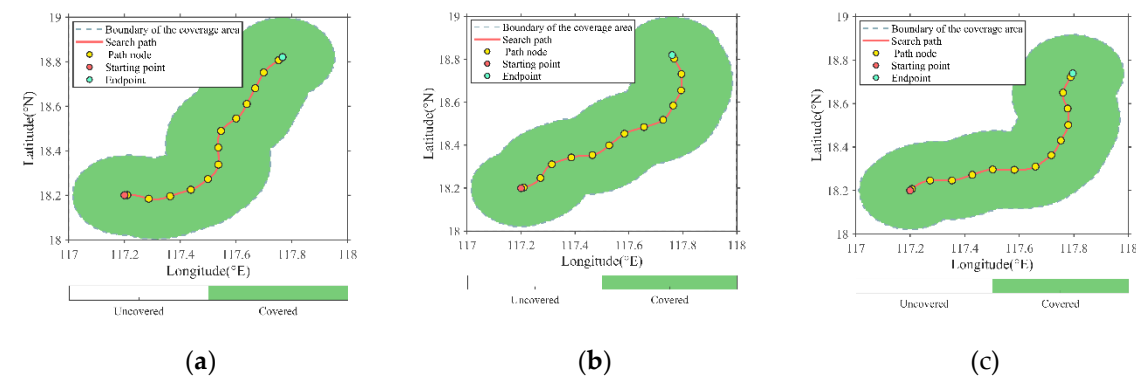 19
18.8
18.6
18.4
18.2
18
Latitude(°N)
Boundary of the coverage area
Search path
Path node
Starting point
Endpoint
117 117.2 117.4 117.6 117.8 118
Longitude(°E)
Uncovered Covered
(a)
19
18.8
18.6
18.4
18.2
18
Latitude(°N)
Boundary of the coverage area
Search path
Path node
Starting point
Endpoint
117 117.2 117.4 117.6 117.8 118
Longitude(°E)
Uncovered Covered
(b)
19
18.8
18.6
18.4
18.2
18
Latitude(°N)
Boundary of the coverage area
Search path
Path node
Starting point
Endpoint
117 117.2 117.4 117.6 117.8 118
Longitude(°E)
Uncovered Covered
(c)